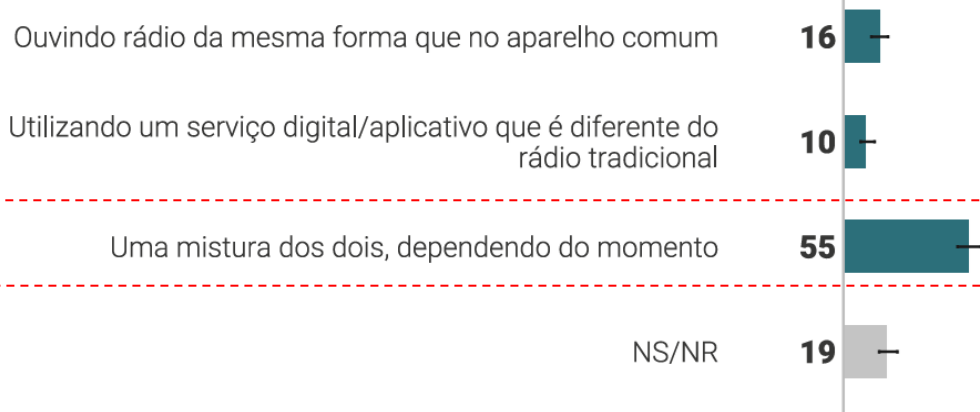 Ouvindo rádio da mesma forma que no aparelho comum 16
Utilizando um serviço digital/aplicativo que é diferente do
rádio tradicional 10
Uma mistura dos dois, dependendo do momento 55
NS/NR 19